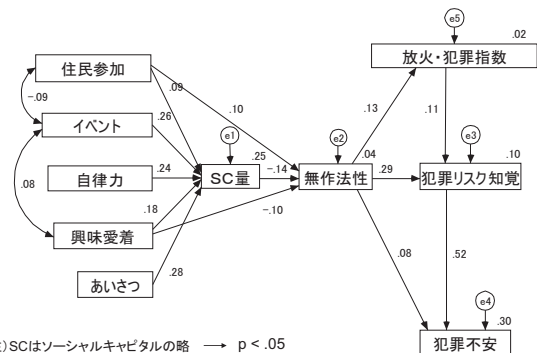 e5
.02
放火・犯罪指数
住民参加
-.09
.09
.10
.13
.11
イベント
.26
e1
e2
e3
.25
.04
.10
自律力
.24
SC量
-.14
無作法性
.29
犯罪リスク知覚
.08
.18
-.10
興味愛着
.08
.52
あいさつ
.28
e4
.30
犯罪不安
)SCはソーシャルキャピタルの略 → p < .05